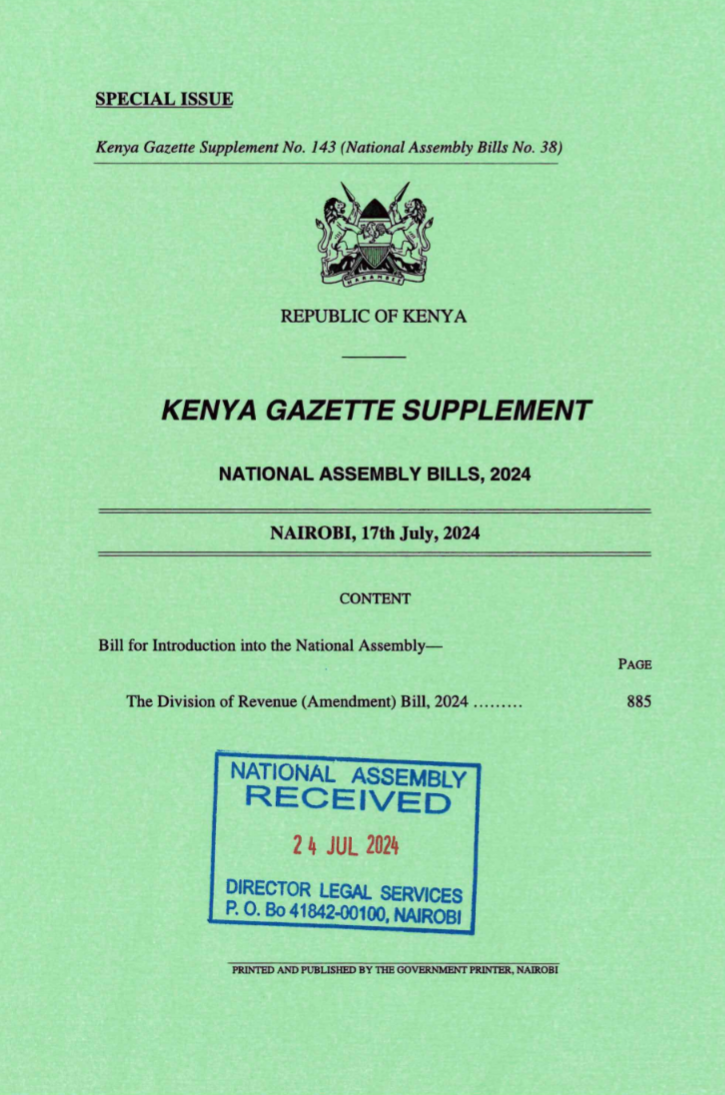 SPECIAL ISSUE
Kenya Gazette Supplement No. 143 (National Assembly Bills No. 38)
HARAMBEE
REPUBLIC OF KENYA
KENYA GAZETTE SUPPLEMENT
NATIONAL ASSEMBLY BILLS, 2024
NAIROBI, 17th July, 2024
CONTENT
Bill for Introduction into the National Assembly—
PAGE
The Division of Revenue (Amendment) Bill, 2024 ......... 885
NATIONAL ASSEMBLY
RECEIVED
24 JUL 2024
DIRECTOR LEGAL SERVICES
P. O. Bo 41842-00100, NAIROBI
PRINTED AND PUBLISHED BY THE GOVERNMENT PRINTER, NAIROBI